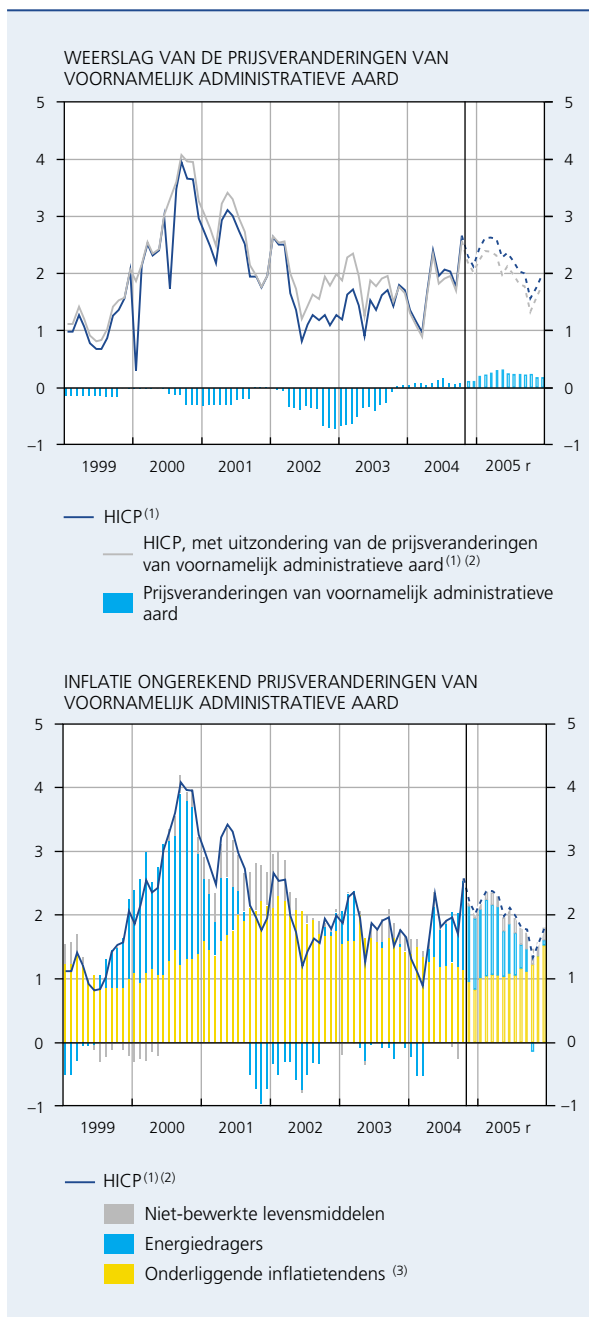 WEERSLAG VAN DE PRIJSVERANDERINGEN VAN
VOORNAMELIJK ADMINISTRATIEVE AARD
5 5
4 4
3 3
2 2
1 1
0 0
–1 –1
1999 2000 2001 2002 2003 2004 2005 r
HICP(1)
HICP, met uitzondering van de prijsveranderingen
van voornamelijk administratieve aard(1) (2)
Prijsveranderingen van voornamelijk administratieve
aard
INFLATIE ONGEREKEND PRIJSVERANDERINGEN VAN
VOORNAMELIJK ADMINISTRATIEVE AARD
5 5
4 4
3 3
2 2
1 1
0 0
–1 –1
1999 2000 2001 2002 2003 2004 2005 r
HICP(1) (2)
Niet-bewerkte levensmiddelen
Energiedragers
Onderliggende inflatietendens (3)